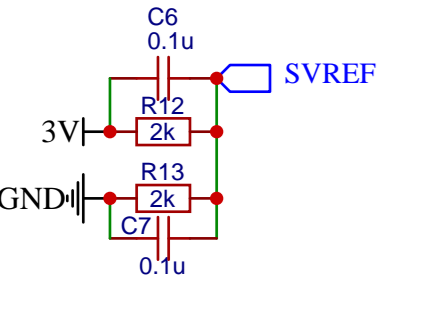 C6
0.1u
SVREF
R12
3V
2k
R13
GND
2k
C7
0.1u